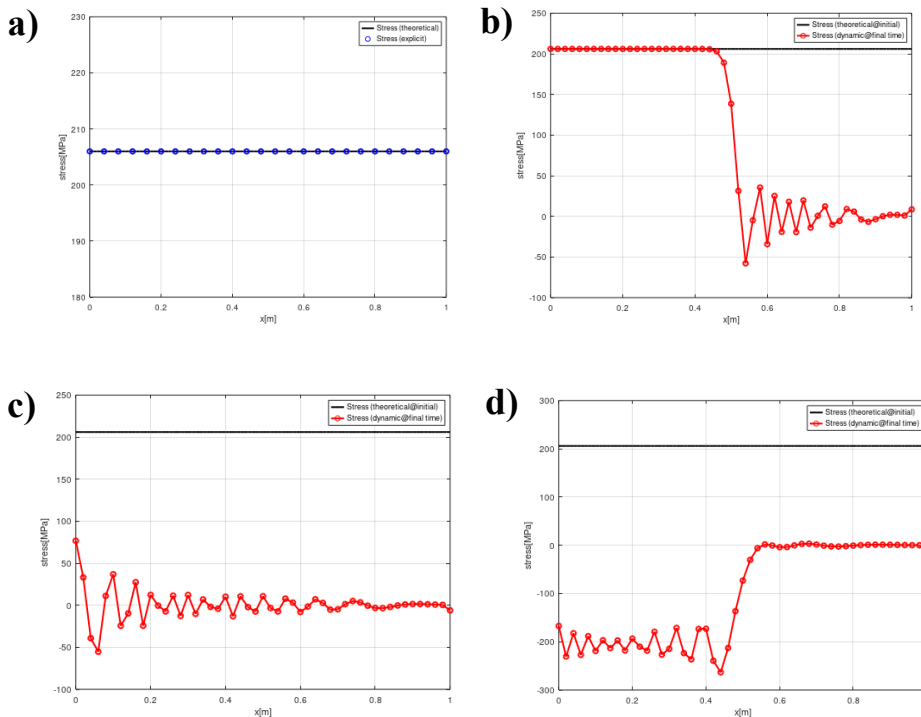 a)
230
220
210
200
190
180
stress[MPa]
Stress (theoretical)
Stress (explicit)
0
0.2
0.4
0.6
0.8
1
x[m]
b)
250
200
150
100
50
0
-50
-100
stress[MPa]
Stress (theoretical@initial)
Stress (dynamic@final time)
0
0.2
0.4
0.6
0.8
1
x[m]
c)
250
200
150
100
50
0
-50
-100
stress[MPa]
Stress (theoretical@initial)
Stress (dynamic@final time)
0
0.2
0.4
0.6
0.8
1
x[m]
d)
300
200
100
0
-100
-200
-300
stress[MPa]
Stress (theoretical@initial)
Stress (dynamic@final time)
0
0.2
0.4
0.6
0.8
x[m]